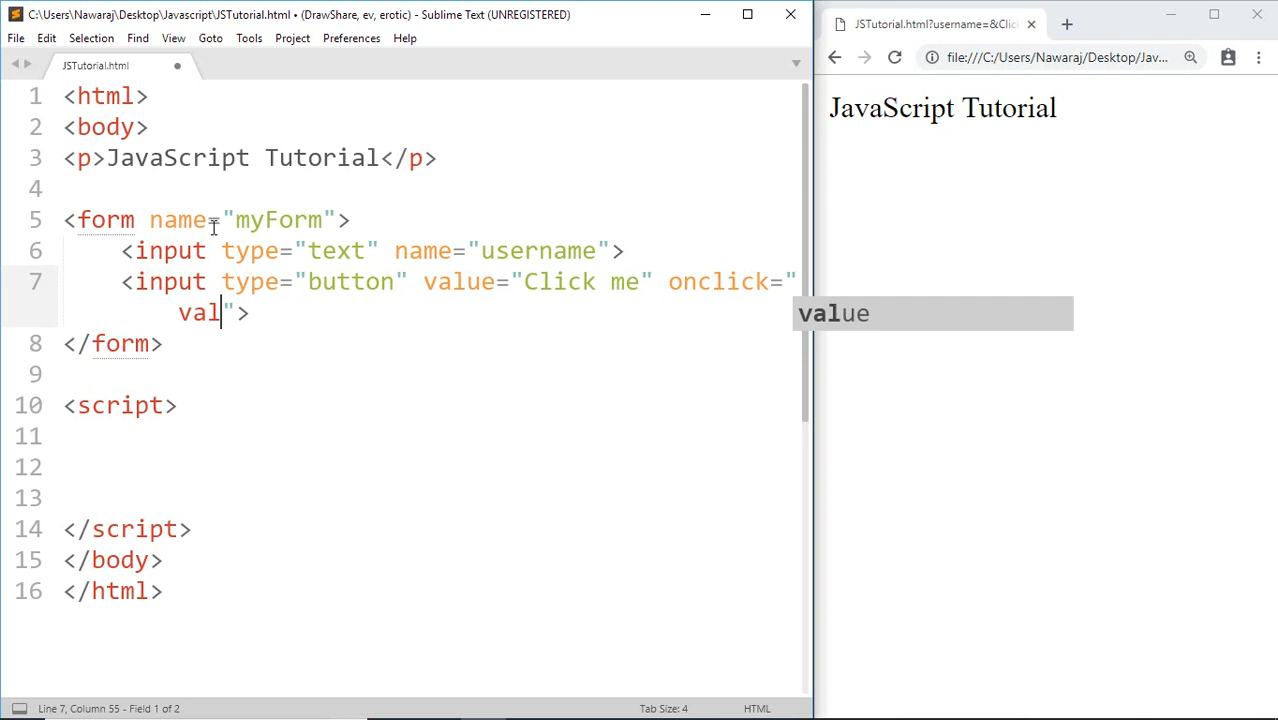 C:\Users\Nawaraj\Desktop\Javascript\JSTutorial.html • (DrawShare, ev, erotic) - Sublime Text (UNREGISTERED)
File Edit Selection Find View Goto Tools Project Preferences Help
JSTutorial.html
1 <html>
2 <body>
3 <p>JavaScript Tutorial</p>
4
5 <form name="myForm">
6 <input type="text" name="username">
7 <input type="button" value="Click me" onclick="
val">
value
8 </form>
9
10 <script>
11
12
13
14 </script>
15 </body>
16 </html>
Line 7, Column 55 - Field 1 of 2 Tab Size: 4 HTML
JSTutorial.html?username=&Clic
file:///C:/Users/Nawaraj/Desktop/Jav...
JavaScript Tutorial